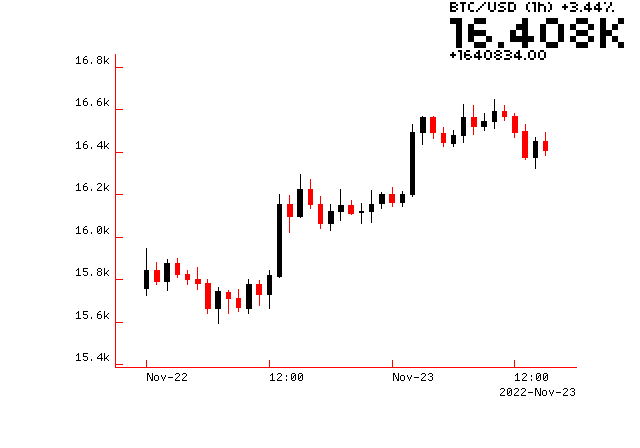 BTC/USD (1h) +3.44%
16.408K
+1640834.00
16.8k
16.6k
16.4k
16.2k
16.0k
15.8k
15.6k
15.4k
Nov-22 12:00 Nov-23 12:00
2022-Nov-23